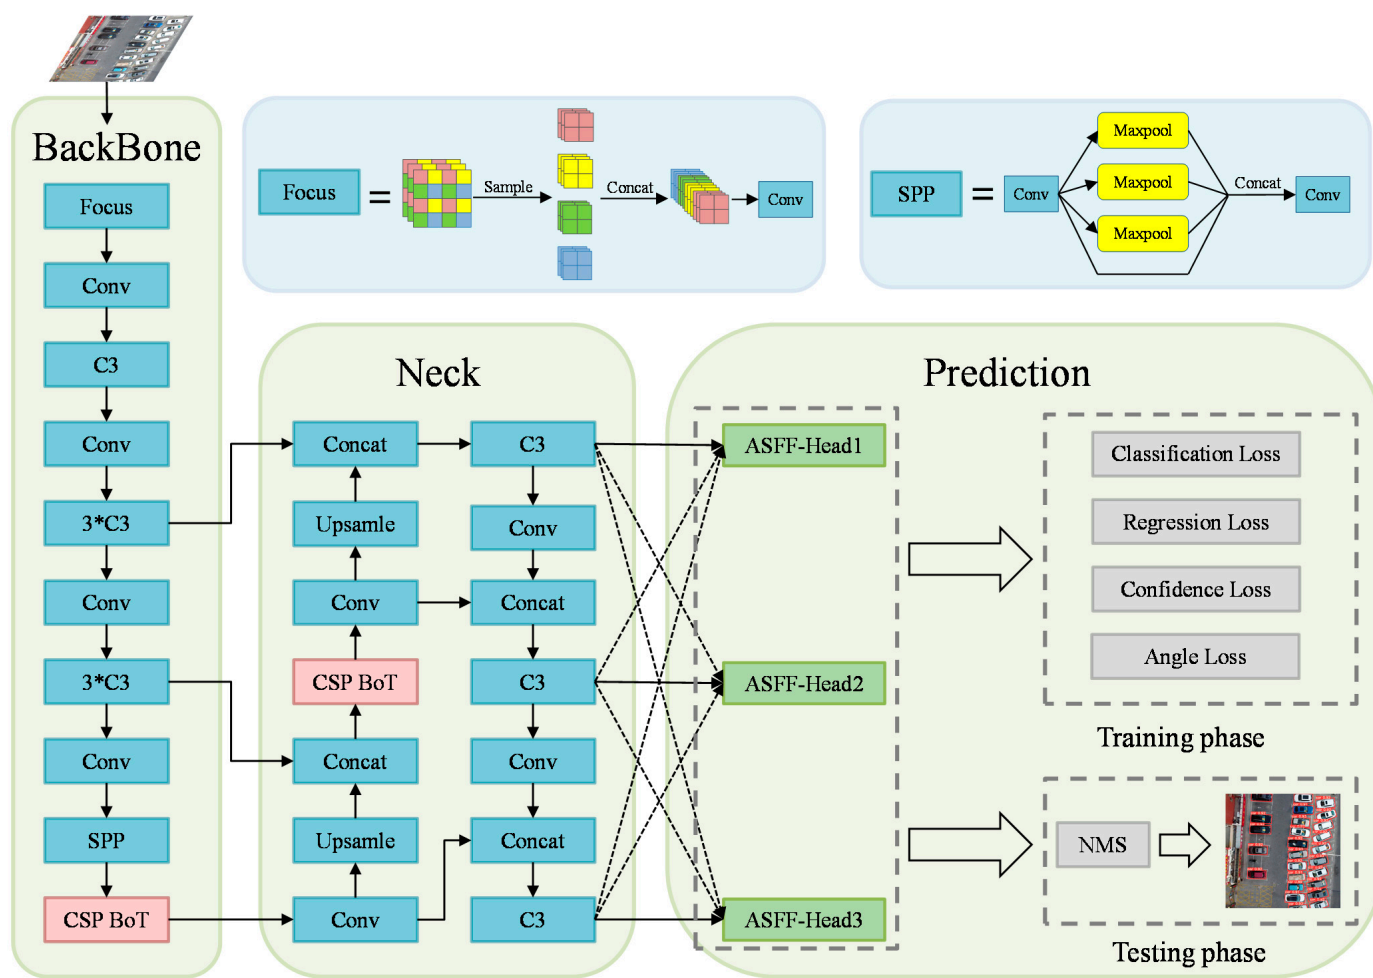 BackBone
Focus
Conv
C3
Conv
3*C3
Conv
3*C3
Conv
SPP
CSP BoT
Focus
=
Sample
Concat
Conv
SPP
=
Conv
Maxpool
Maxpool
Maxpool
Concat
Conv
Neck
Concat
Upsamle
Conv
CSP BoT
Concat
Upsamle
Conv
C3
Conv
Concat
C3
Conv
Concat
C3
Prediction
ASFF-Head1
ASFF-Head2
ASFF-Head3
Classification Loss
Regression Loss
Confidence Loss
Angle Loss
Training phase
NMS
Testing phase